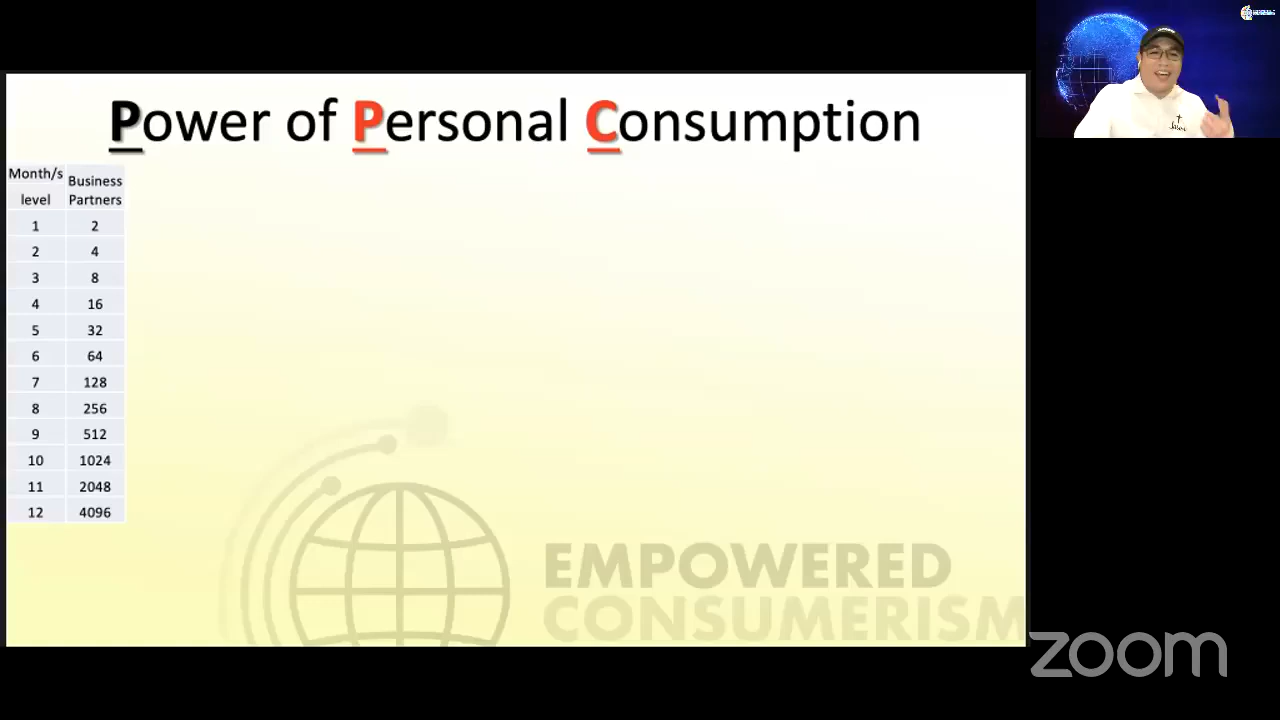 Power of Personal Consumption
Month/s Business
level Partners
1 2
2 4
3 8
4 16
5 32
6 64
7 128
8 256
9 512
10 1024
11 2048
12 4096
EMPOWERED
CONSUMERISM
zoom